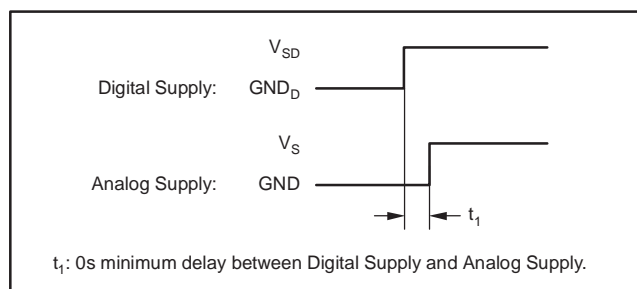 V_SD
Digital Supply: GND_D
V_S
Analog Supply: GND
t_1
t_1: 0s minimum delay between Digital Supply and Analog Supply.